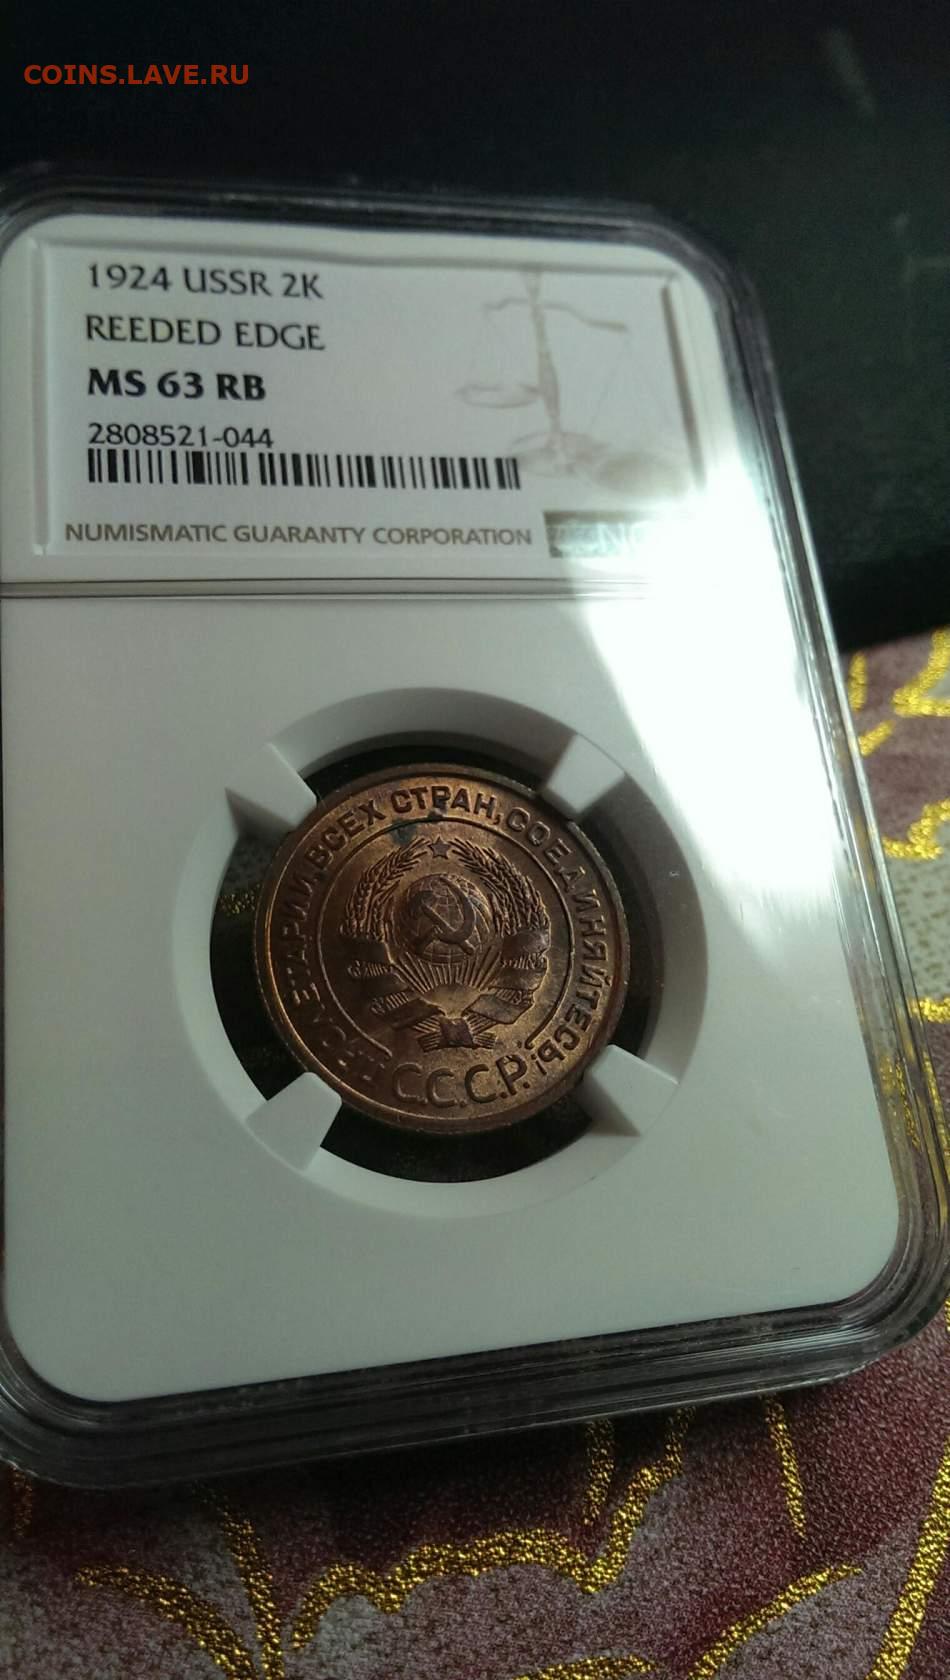 COINS.LAVE.RU
1924 USSR 2K
REEDED EDGE
MS 63 RB
2808521-044
NUMISMATIC GUARANTY CORPORATION
ВСЕХ СТРАН, СОЕДИНЯЙТЕСЬ!
С.С.С.Р.